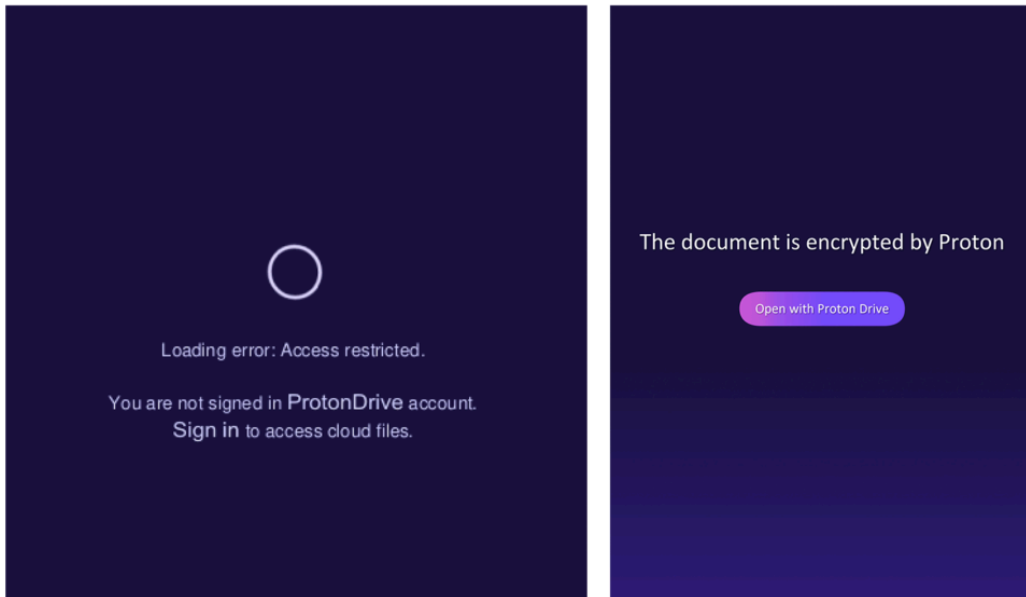 Loading error: Access restricted.
You are not signed in ProtonDrive account.
Sign in to access cloud files.
The document is encrypted by Proton
Open with Proton Drive